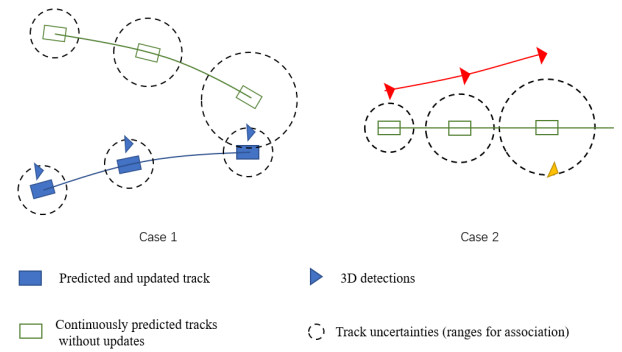 Case 1
Case 2
Predicted and updated track
3D detections
Continuously predicted tracks
without updates
Track uncertainties (ranges for association)